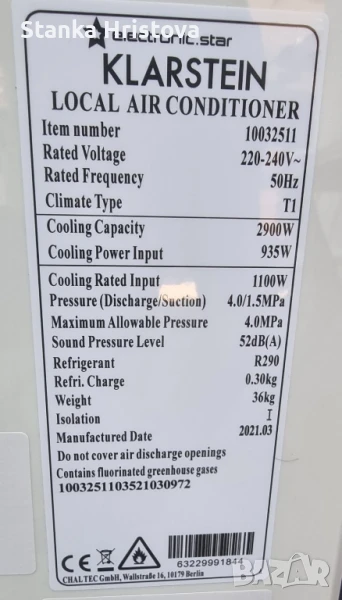 Stanka Hristova
electronic.star
KLARSTEIN
LOCAL AIR CONDITIONER
Item number 10032511
Rated Voltage 220-240V~
Rated Frequency 50Hz
Climate Type T1
Cooling Capacity 2900W
Cooling Power Input 935W
Cooling Rated Input 1100W
Pressure (Discharge/Suction) 4.0/1.5MPa
Maximum Allowable Pressure 4.0MPa
Sound Pressure Level 52dB(A)
Refrigerant R290
Refri. Charge 0.30kg
Weight 36kg
Isolation I
Manufactured Date 2021.03
Do not cover air discharge openings
Contains fluorinated greenhouse gases
1003251103521030972
CE
63229991844
CHAL TEC GmbH, Wallstraße 16, 10179 Berlin
BAZAR